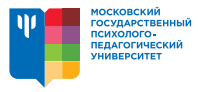 МОСКОВСКИЙ
ГОСУДАРСТВЕННЫЙ
ПСИХОЛОГО-
ПЕДАГОГИЧЕСКИЙ
УНИВЕРСИТЕТ